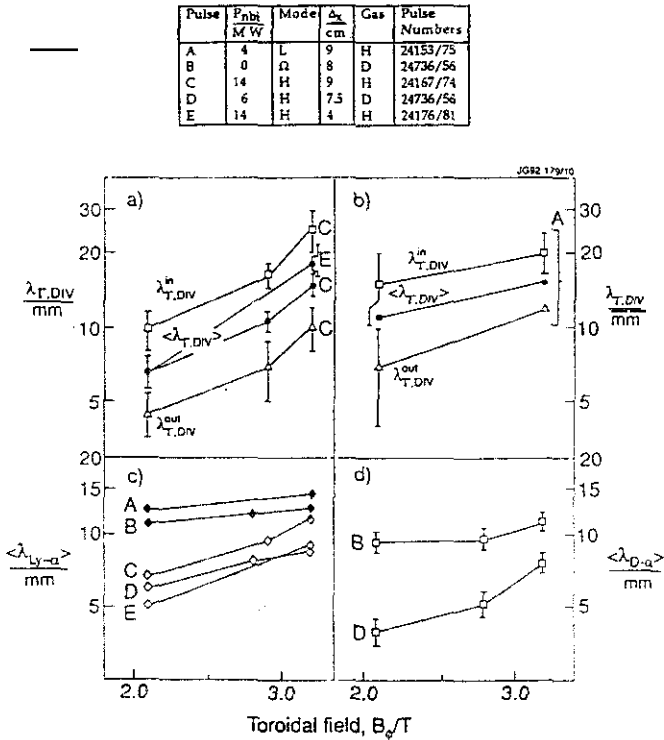 Pulse P_nbi/MW Mode Δ_x/cm Gas Pulse Numbers
A 4 L 9 H 24153/75
B 0 Ω 8 D 24736/56
C 14 H 9 H 24167/74
D 6 H 7.5 D 24736/56
E 14 H 4 H 24176/81
JG92 179/10
a)
30
20
10
5
λ_Γ,DIV/mm
λ^in_T,DIV
<λ_T,DIV>
λ^out_T,DIV
C
E
C
C
b)
A
λ^in_T,DIV
<λ_T,DIV>
λ^out_T,DIV
30
20
10
5
λ_T,DIV/mm
c)
20
15
10
5
<λ_Ly-α>/mm
A
B
C
D
E
d)
B
D
20
15
10
5
<λ_D-α>/mm
2.0 3.0 2.0 3.0
Toroidal field, B_ϕ/T